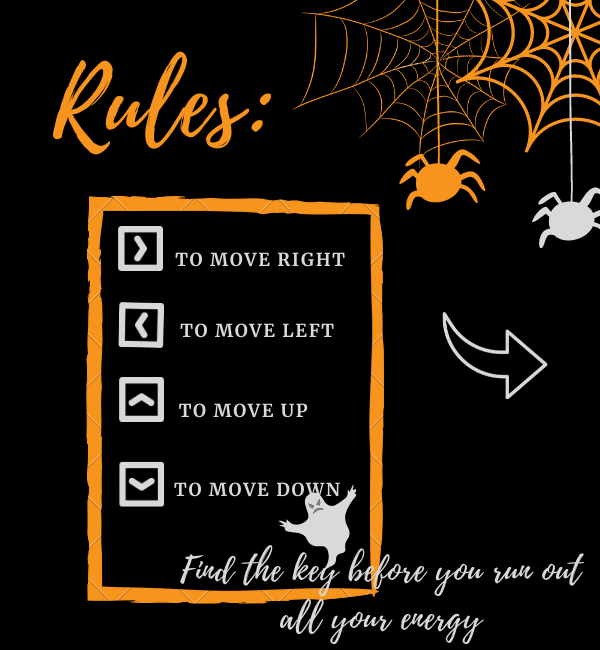 Rules:
TO MOVE RIGHT
TO MOVE LEFT
TO MOVE UP
TO MOVE DOWN
Find the key before you run out
all your energy